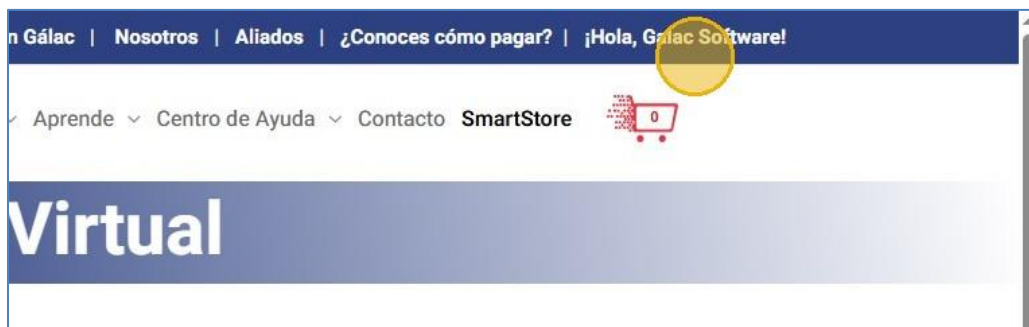 n Gálac | Nosotros | Aliados | ¿Conoces cómo pagar? | ¡Hola, Galac Software!
Aprende Centro de Ayuda Contacto SmartStore 0
Virtual